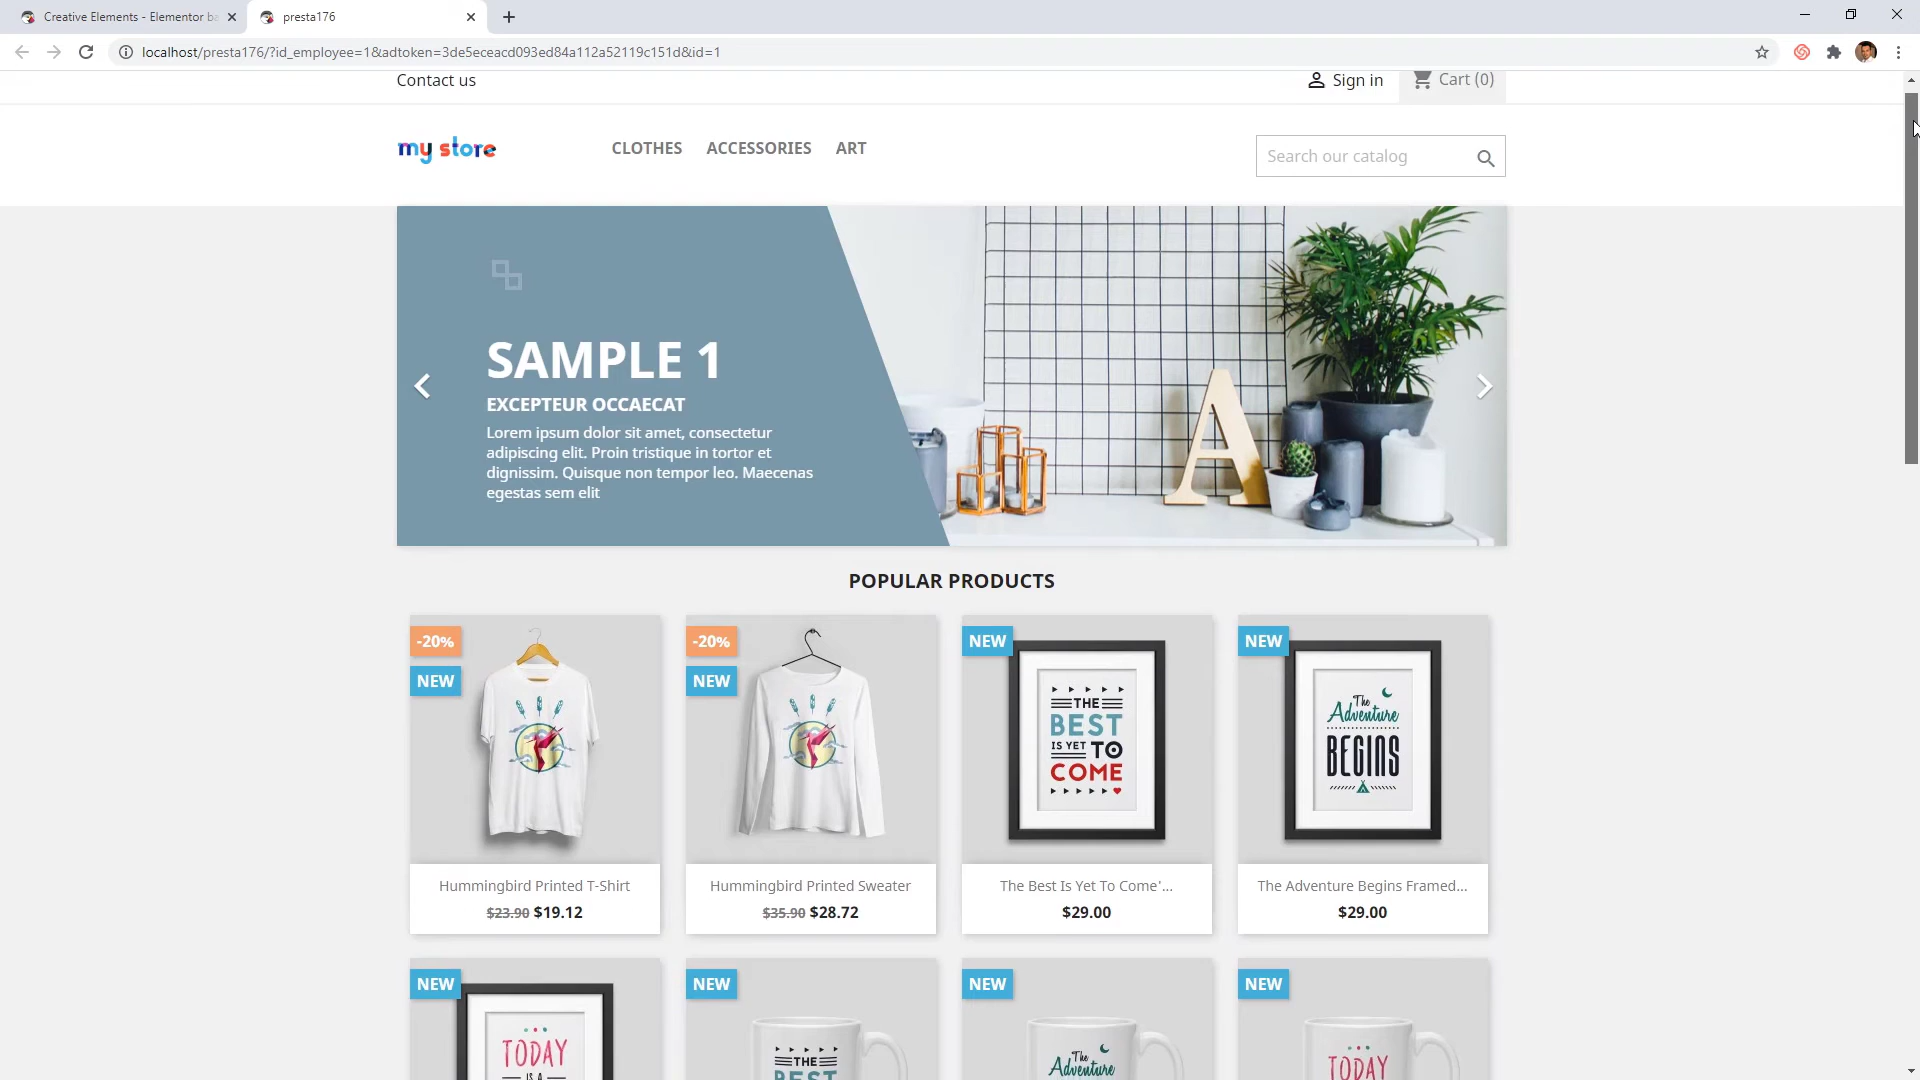 Creative Elements - Elementor ba
presta176
localhost/presta176/?id_employee=1&adtoken=3de5eceacd093ed84a112a52119c151d&id=1
Contact us
Sign in
Cart (0)
my store
CLOTHES
ACCESSORIES
ART
Search our catalog
SAMPLE 1
EXCEPTEUR OCCAECAT
Lorem ipsum dolor sit amet, consectetur
adipiscing elit. Proin tristique in tortor et
dignissim. Quisque non tempor leo. Maecenas
egestas sem elit
A
POPULAR PRODUCTS
-20%
NEW
Hummingbird Printed T-Shirt
$23.90 $19.12
-20%
NEW
Hummingbird Printed Sweater
$35.90 $28.72
NEW
THE
BEST
IS YET TO
COME
The Best Is Yet To Come'...
$29.00
NEW
The
Adventure
BEGINS
The Adventure Begins Framed...
$29.00
NEW
TODAY
IS A
NEW
THE
BEST
NEW
The
Adventure
NEW
TODAY